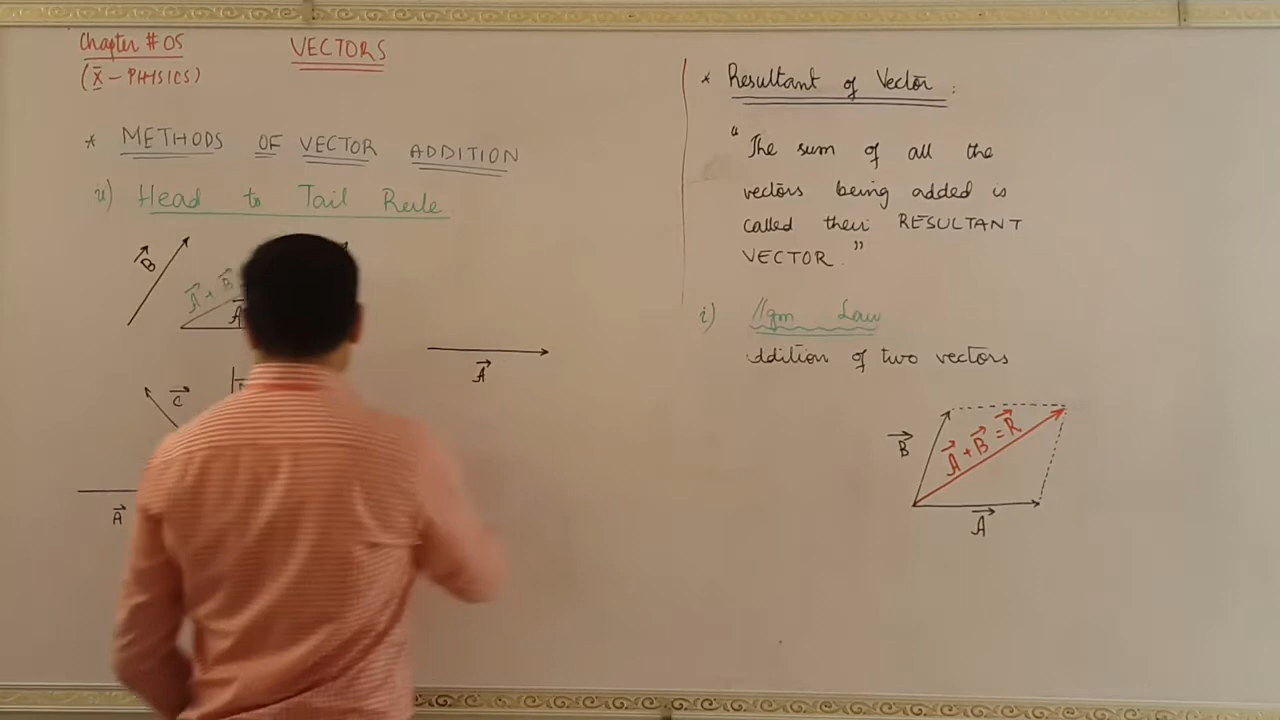 Chapter # 05
VECTORS
(X - PHYSICS)
* METHODS OF VECTOR ADDITION
ii) Head to Tail Rule
B
A + B
A
C
A
A
* Resultant of Vector :
"The sum of all the
vectors being added is
called their RESULTANT
VECTOR."
i) //gm Law
ddition of two vectors
B
A + B = R
A